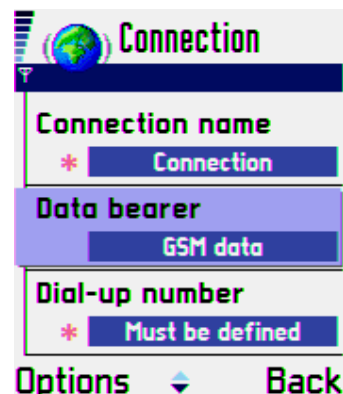 Connection
Connection name
* Connection
Data bearer
GSM data
Dial-up number
* Must be defined
Options Back